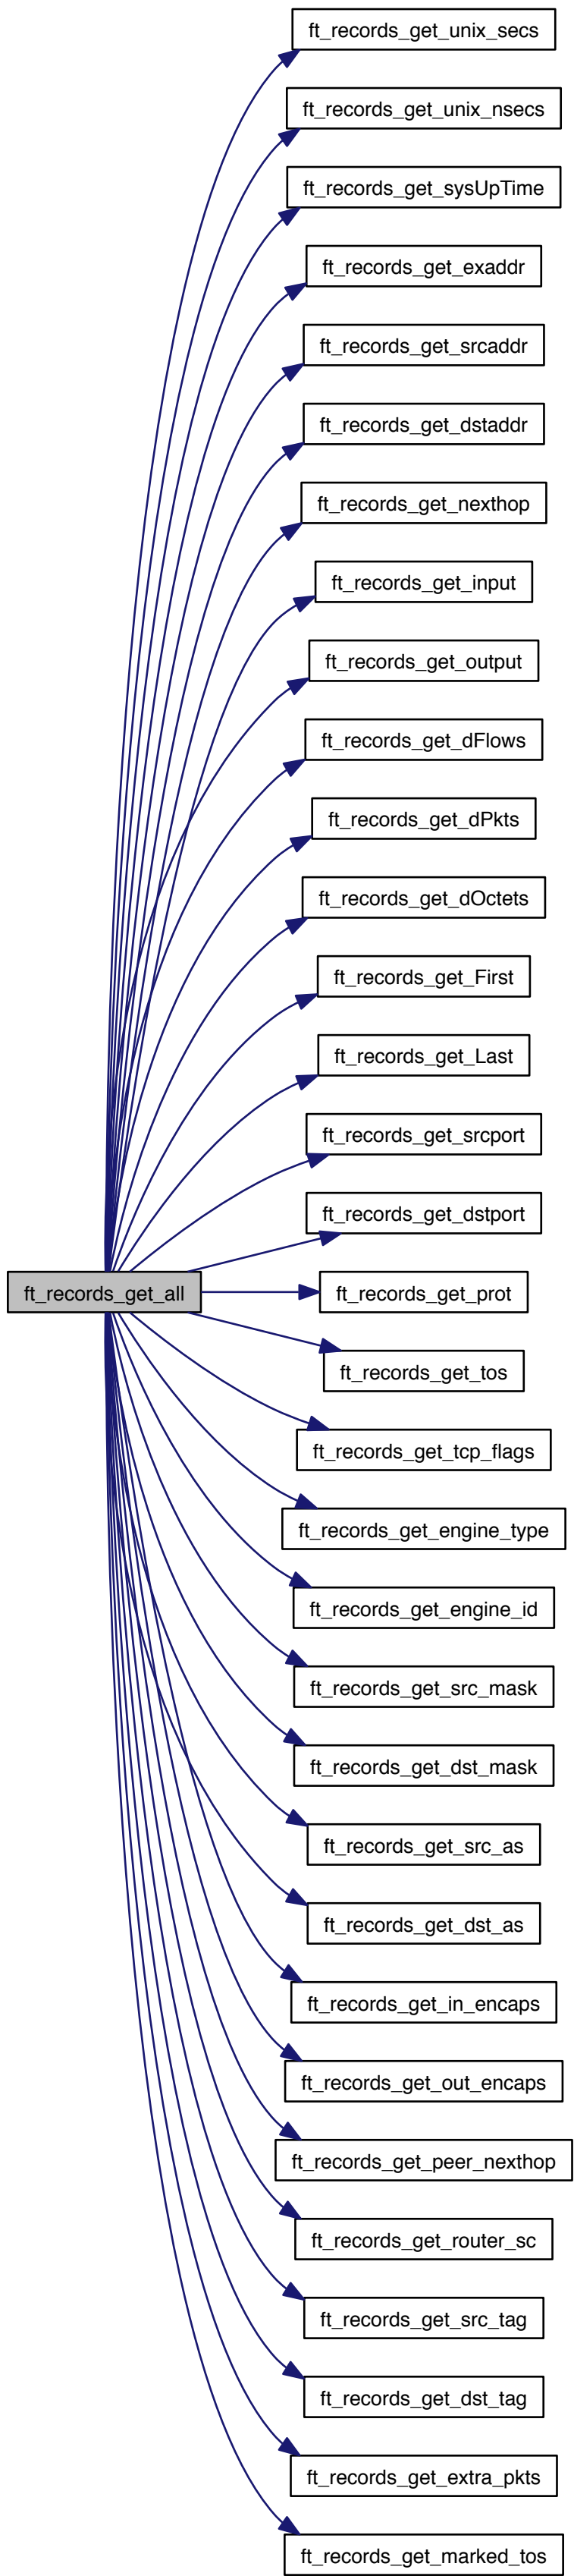 ft_records_get_unix_secs
ft_records_get_unix_nsecs
ft_records_get_sysUpTime
ft_records_get_exaddr
ft_records_get_srcaddr
ft_records_get_dstaddr
ft_records_get_nexthop
ft_records_get_input
ft_records_get_output
ft_records_get_dFlows
ft_records_get_dPkts
ft_records_get_dOctets
ft_records_get_First
ft_records_get_Last
ft_records_get_srcport
ft_records_get_dstport
ft_records_get_all
ft_records_get_prot
ft_records_get_tos
ft_records_get_tcp_flags
ft_records_get_engine_type
ft_records_get_engine_id
ft_records_get_src_mask
ft_records_get_dst_mask
ft_records_get_src_as
ft_records_get_dst_as
ft_records_get_in_encaps
ft_records_get_out_encaps
ft_records_get_peer_nexthop
ft_records_get_router_sc
ft_records_get_src_tag
ft_records_get_dst_tag
ft_records_get_extra_pkts
ft_records_get_marked_tos